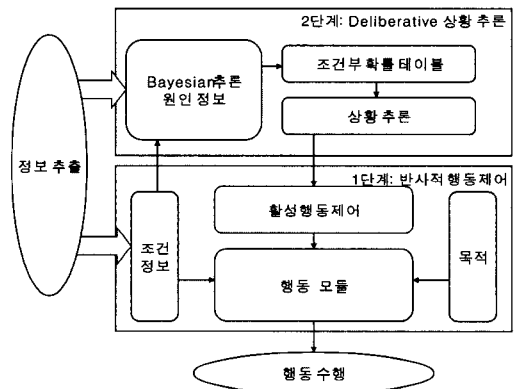 2단계: Deliberative 상황 추론
Bayesian추론
원인 정보
조건부 확률 테이블
상황 추론
정보 추출
1단계: 반사적 행동제어
활성행동제어
조건
정보
행동 모듈
목적
행동 수행